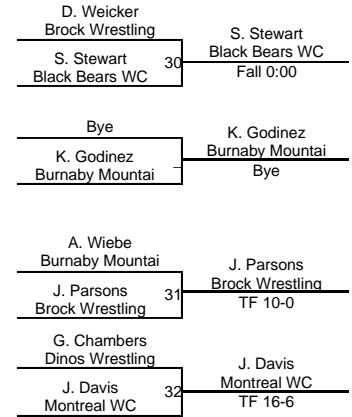 D. Weicker
Brock Wrestling
S. Stewart
Black Bears WC
30
S. Stewart
Black Bears WC
Fall 0:00
Bye
K. Godinez
Burnaby Mountai
K. Godinez
Burnaby Mountai
Bye
A. Wiebe
Burnaby Mountai
J. Parsons
Brock Wrestling
31
J. Parsons
Brock Wrestling
TF 10-0
G. Chambers
Dinos Wrestling
J. Davis
Montreal WC
32
J. Davis
Montreal WC
TF 16-6